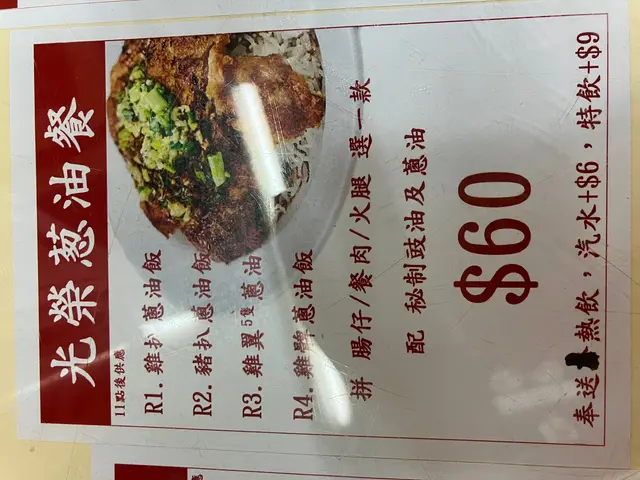 光榮葱油餐
11點後供應
R1. 雞扒葱油飯
R2. 豬扒葱油飯
R3. 雞翼5隻葱油
R4. 雞髀葱油飯
拼 腸仔/餐肉/火腿 選一款
配 秘制豉油及蔥油
$60
奉送熱飲，汽水+$6，特飲+$9